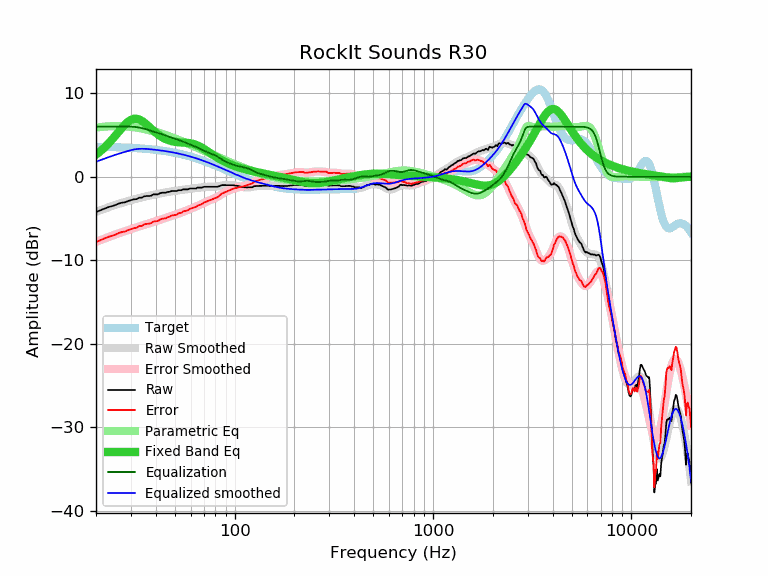 RockIt Sounds R30
Amplitude (dBr)
10
0
−10
−20
−30
−40
Target
Raw Smoothed
Error Smoothed
Raw
Error
Parametric Eq
Fixed Band Eq
Equalization
Equalized smoothed
100
1000
10000
Frequency (Hz)